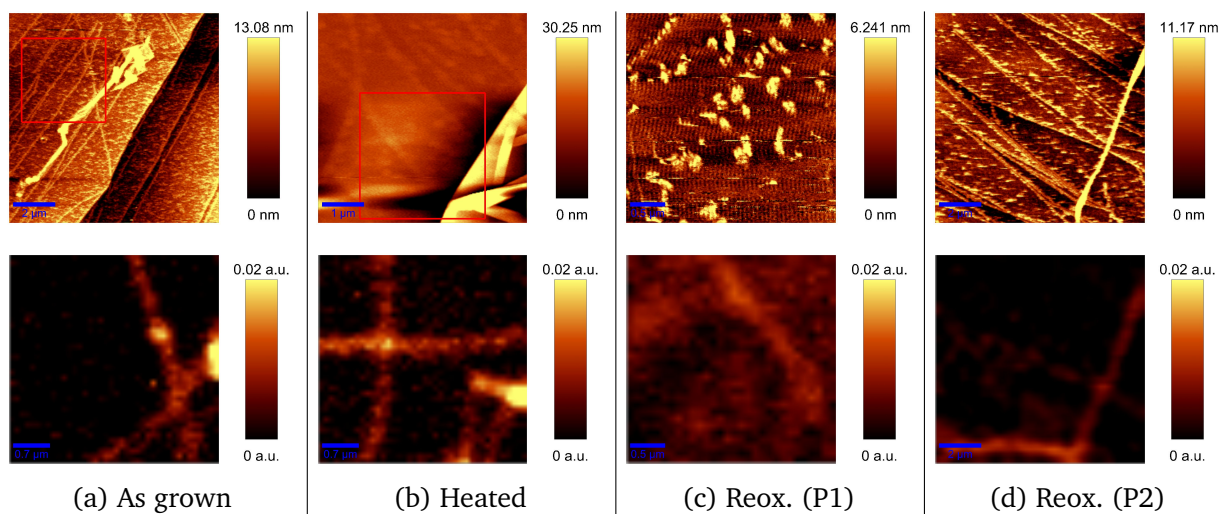 13.08 nm
0 nm
2 µm
30.25 nm
0 nm
1 µm
6.241 nm
0 nm
11.17 nm
0 nm
2 µm
0.02 a.u.
0 a.u.
0.7 µm
0.02 a.u.
0 a.u.
0.7 µm
0.02 a.u.
0 a.u.
0.5 µm
0.02 a.u.
0 a.u.
(a) As grown
(b) Heated
(c) Reox. (P1)
(d) Reox. (P2)